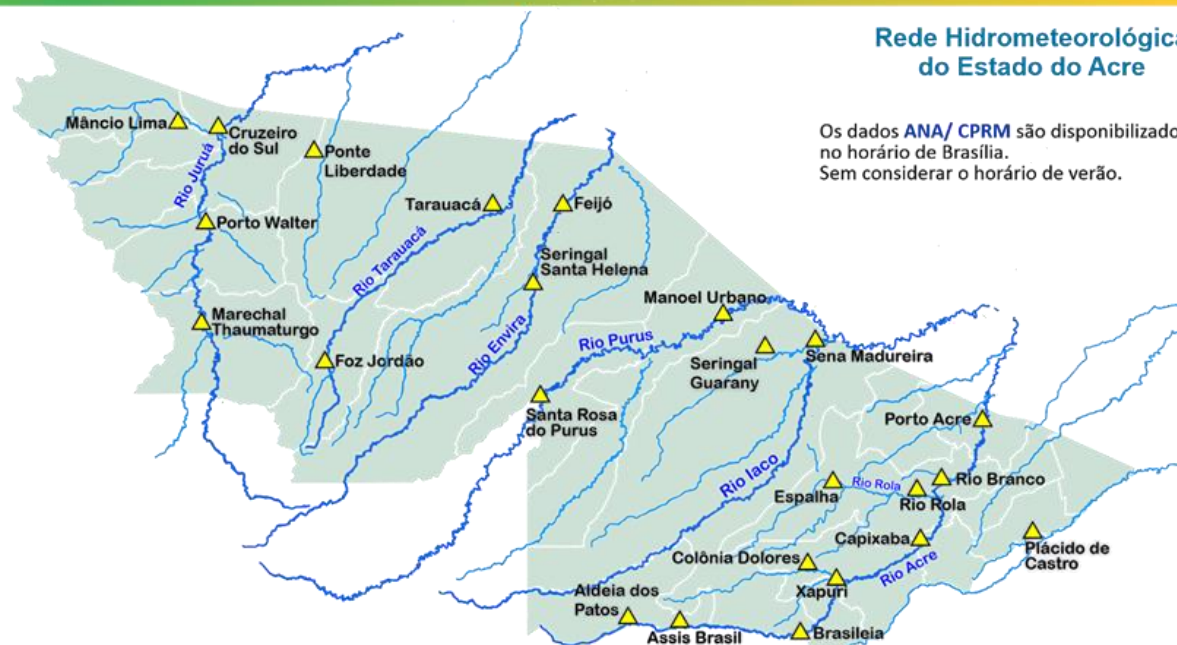 Rede Hidrometeorológica
do Estado do Acre
Os dados ANA/ CPRM são disponibilizado
no horário de Brasília.
Sem considerar o horário de verão.
Mâncio Lima
Cruzeiro
do Sul
Ponte
Liberdade
Rio Juruá
Porto Walter
Tarauacá
Feijó
Rio Tarauacá
Seringal
Santa Helena
Marechal
Thaumaturgo
Foz Jordão
Rio Envira
Manoel Urbano
Rio Purus
Seringal
Guarany
Sena Madureira
Santa Rosa
do Purus
Porto Acre
Rio Iaco
Espalha
Rio Rola
Rio Rola
Rio Branco
Capixaba
Plácido de
Castro
Colônia Dolores
Rio Acre
Xapuri
Aldeia dos
Patos
Assis Brasil
Brasileia